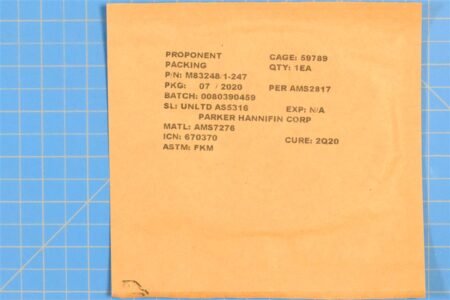 PROPONENT CAGE: 59789
PACKING QTY: 1EA
P/N: M83248/1-247
PKG: 07 / 2020 PER AMS2817
BATCH: 0080390459
SL: UNLTD AS5316 EXP: N/A
PARKER HANNIFIN CORP
MATL: AMS7276
ICN: 670370 CURE: 2Q20
ASTM: FKM